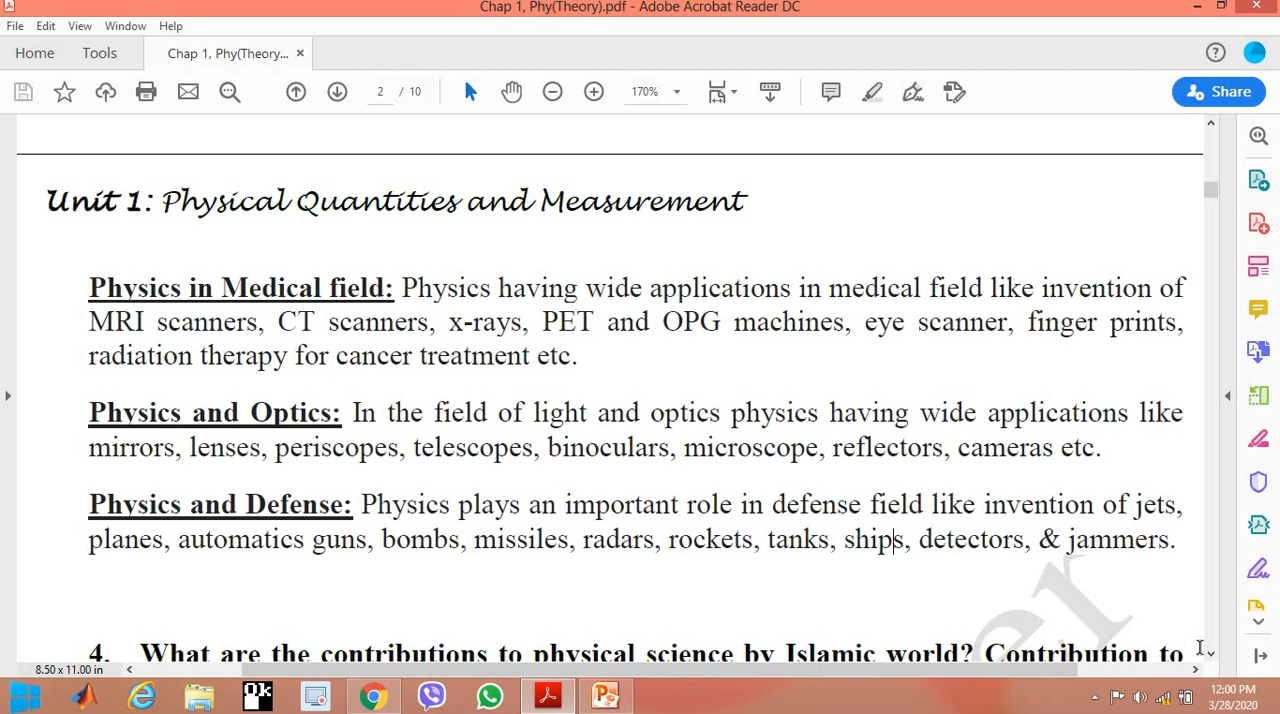 Chap 1, Phy(Theory).pdf - Adobe Acrobat Reader DC
File Edit View Window Help
Home Tools Chap 1, Phy(Theory... ×
2 / 10 170% Share
Unit 1: Physical Quantities and Measurement
Physics in Medical field: Physics having wide applications in medical field like invention of
MRI scanners, CT scanners, x-rays, PET and OPG machines, eye scanner, finger prints,
radiation therapy for cancer treatment etc.
Physics and Optics: In the field of light and optics physics having wide applications like
mirrors, lenses, periscopes, telescopes, binoculars, microscope, reflectors, cameras etc.
Physics and Defense: Physics plays an important role in defense field like invention of jets,
planes, automatics guns, bombs, missiles, radars, rockets, tanks, ships, detectors, & jammers.
4. What are the contributions to physical science by Islamic world? Contribution to
8.50 x 11.00 in
12:00 PM
3/28/2020